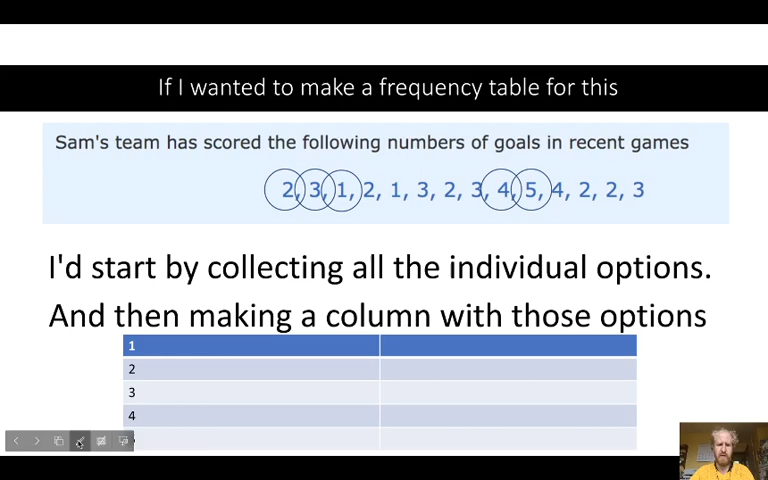 If I wanted to make a frequency table for this
Sam's team has scored the following numbers of goals in recent games
2, 3, 1, 2, 1, 3, 2, 3, 4, 5, 4, 2, 2, 3
I'd start by collecting all the individual options.
And then making a column with those options
1
2
3
4